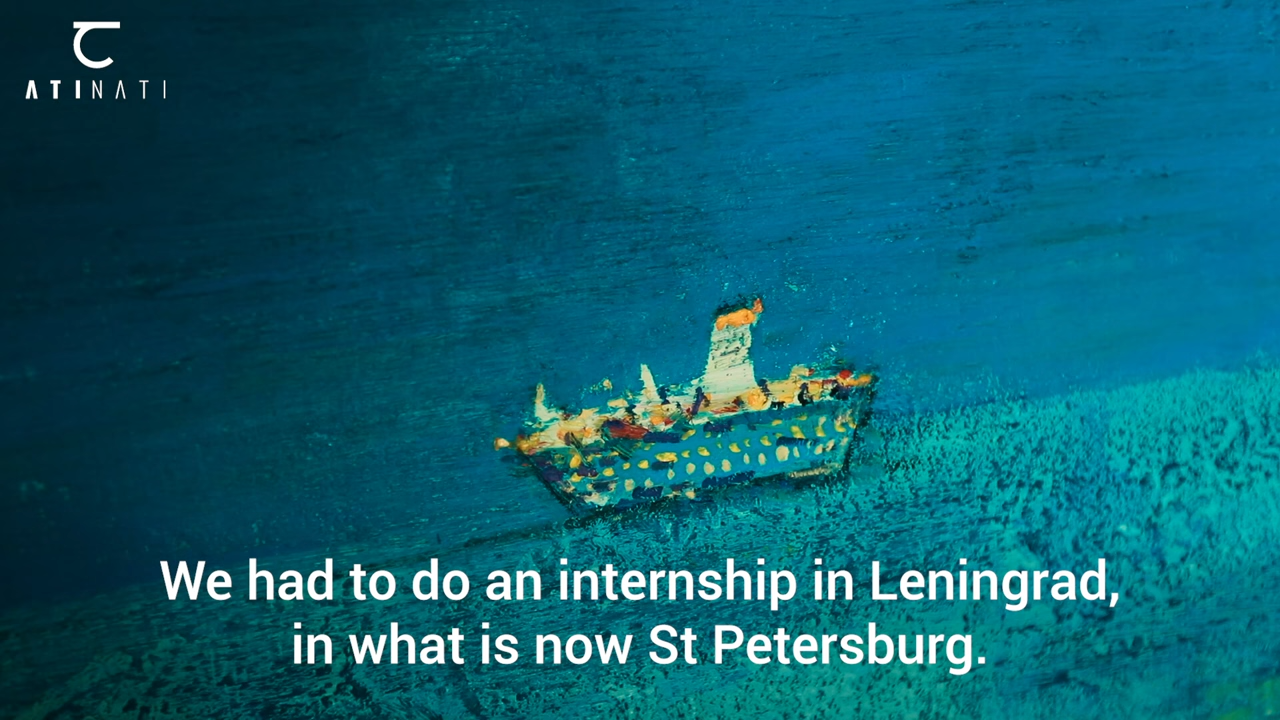 ATINATI
We had to do an internship in Leningrad,
in what is now St Petersburg.